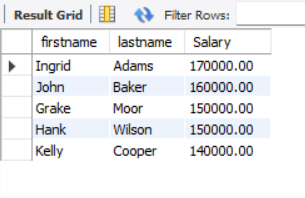 Result Grid Filter Rows:
firstname lastname Salary
Ingrid Adams 170000.00
John Baker 160000.00
Grake Moor 150000.00
Hank Wilson 150000.00
Kelly Cooper 140000.00